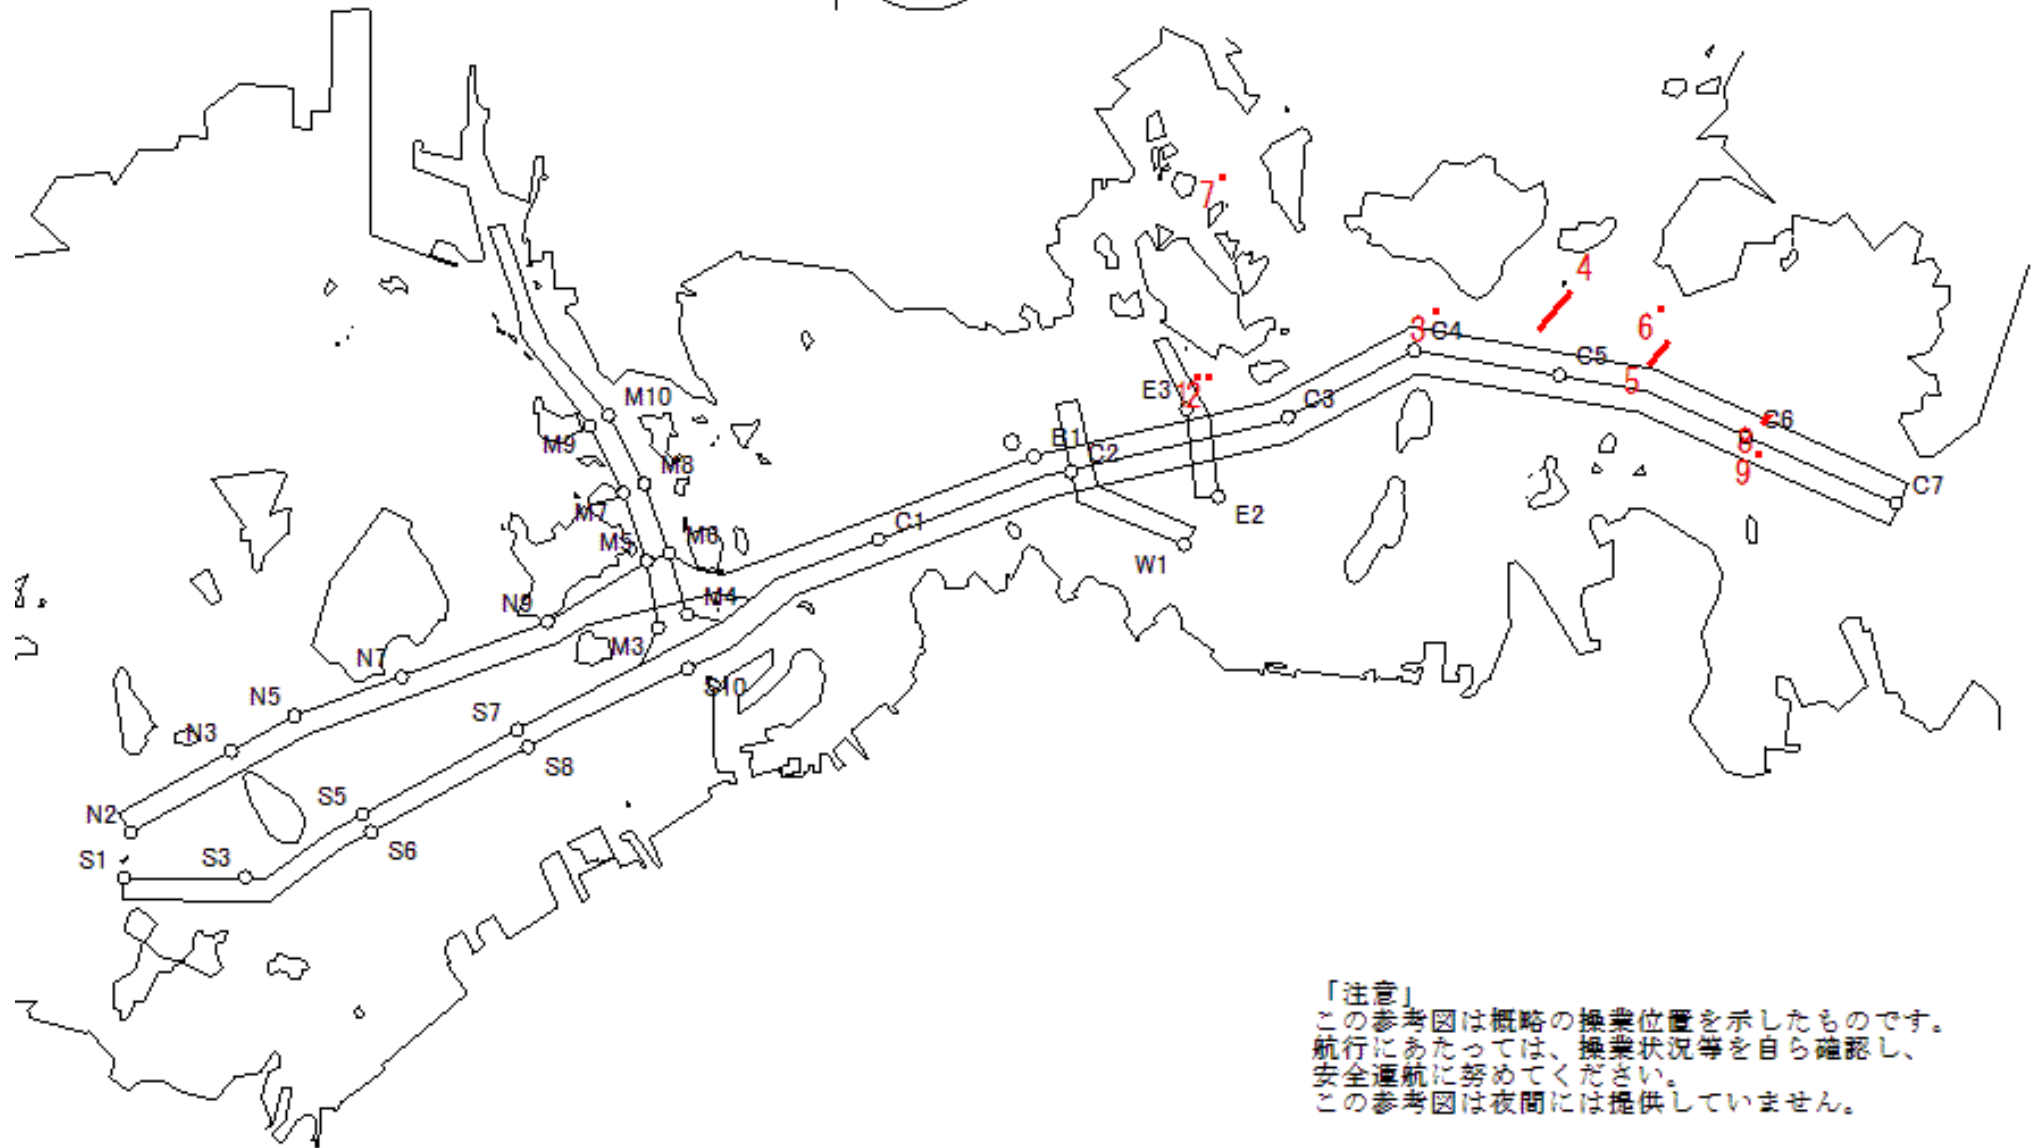 7
4
6
3
C4
C5
5
E3
12
C3
M10
C6
B1
8
M9
C2
9
M8
C7
M7
E2
C1
M6
M5
W1
N9
M4
M3
N7
S10
N5
S7
N3
S8
S5
N2
S6
S1
S3
「注意」
この参考図は概略の操業位置を示したものです。
航行にあたっては、操業状況等を自ら確認し、
安全運航に努めてください。
この参考図は夜間には提供していません。